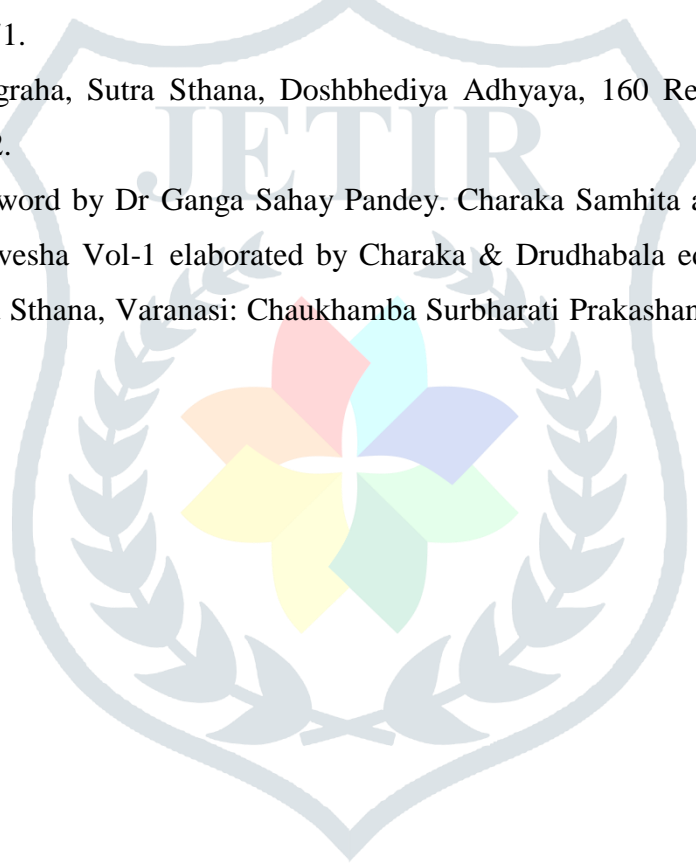 1.
graha, Sutra Sthana, Doshbhediya Adhyaya, 160 Re
2.
word by Dr Ganga Sahay Pandey. Charaka Samhita a
vesha Vol-1 elaborated by Charaka & Drudhabala ed
Sthana, Varanasi: Chaukhamba Surbharati Prakashan
JETIR